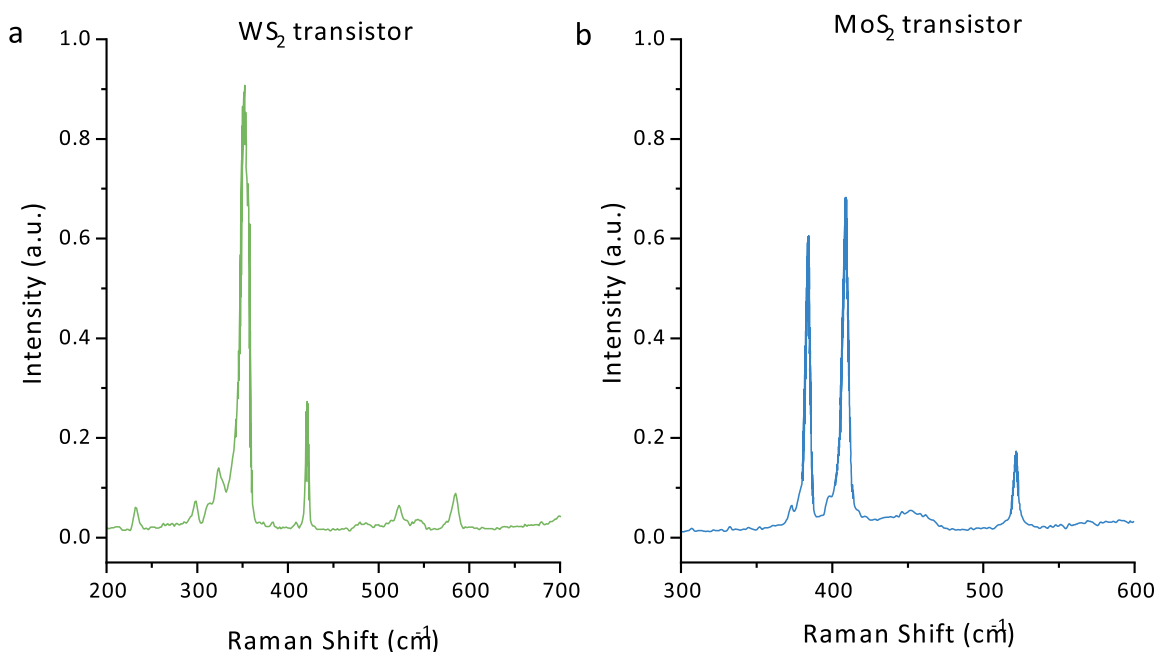 a
WS2 transistor
1.0
0.8
0.6
0.4
0.2
0.0
Intensity (a.u.)
200 300 400 500 600 700
Raman Shift (cm-1)
b
MoS2 transistor
1.0
0.8
0.6
0.4
0.2
0.0
Intensity (a.u.)
300 400 500 600
Raman Shift (cm-1)